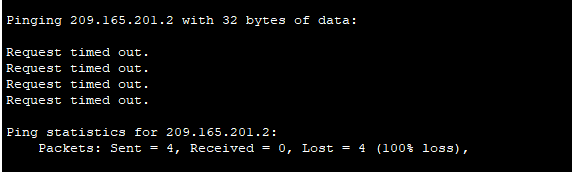 Pinging 209.165.201.2 with 32 bytes of data:
Request timed out.
Request timed out.
Request timed out.
Request timed out.
Ping statistics for 209.165.201.2:
    Packets: Sent = 4, Received = 0, Lost = 4 (100% loss),